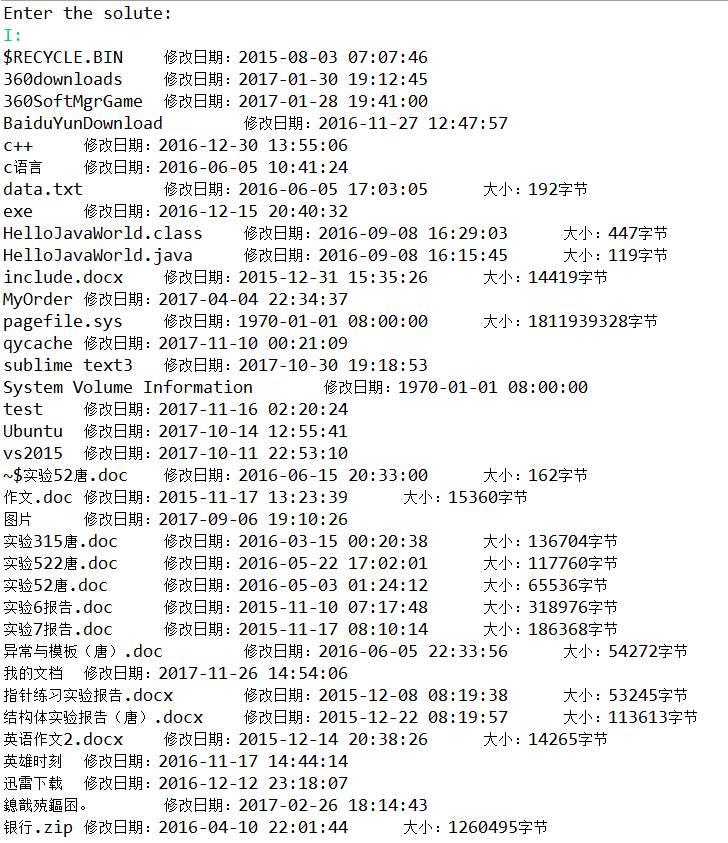 Enter the solute:
I:
$RECYCLE.BIN 修改日期：2015-08-03 07:07:46
360downloads 修改日期：2017-01-30 19:12:45
360SoftMgrGame 修改日期：2017-01-28 19:41:00
BaiduYunDownload 修改日期：2016-11-27 12:47:57
c++ 修改日期：2016-12-30 13:55:06
c语言 修改日期：2016-06-05 10:41:24
data.txt 修改日期：2016-06-05 17:03:05 大小：192字节
exe 修改日期：2016-12-15 20:40:32
HelloJavaWorld.class 修改日期：2016-09-08 16:29:03 大小：447字节
HelloJavaWorld.java 修改日期：2016-09-08 16:15:45 大小：119字节
include.docx 修改日期：2015-12-31 15:35:26 大小：14419字节
MyOrder 修改日期：2017-04-04 22:34:37
pagefile.sys 修改日期：1970-01-01 08:00:00 大小：1811939328字节
qycache 修改日期：2017-11-10 00:21:09
sublime text3 修改日期：2017-10-30 19:18:53
System Volume Information 修改日期：1970-01-01 08:00:00
test 修改日期：2017-11-16 02:20:24
Ubuntu 修改日期：2017-10-14 12:55:41
vs2015 修改日期：2017-10-11 22:53:10
~$实验52唐.doc 修改日期：2016-06-15 20:33:00 大小：162字节
作文.doc 修改日期：2015-11-17 13:23:39 大小：15360字节
图片 修改日期：2017-09-06 19:10:26
实验315唐.doc 修改日期：2016-03-15 00:20:38 大小：136704字节
实验522唐.doc 修改日期：2016-05-22 17:02:01 大小：117760字节
实验52唐.doc 修改日期：2016-05-03 01:24:12 大小：65536字节
实验6报告.doc 修改日期：2015-11-10 07:17:48 大小：318976字节
实验7报告.doc 修改日期：2015-11-17 08:10:14 大小：186368字节
异常与模板（唐）.doc 修改日期：2016-06-05 22:33:56 大小：54272字节
我的文档 修改日期：2017-11-26 14:54:06
指针练习实验报告.docx 修改日期：2015-12-08 08:19:38 大小：53245字节
结构体实验报告（唐）.docx 修改日期：2015-12-22 08:19:57 大小：113613字节
英语作文2.docx 修改日期：2015-12-14 20:38:26 大小：14265字节
英雄时刻 修改日期：2016-11-17 14:44:14
迅雷下载 修改日期：2016-12-12 23:18:07
修改日期：2017-02-26 18:14:43
银行.zip 修改日期：2016-04-10 22:01:44 大小：1260495字节